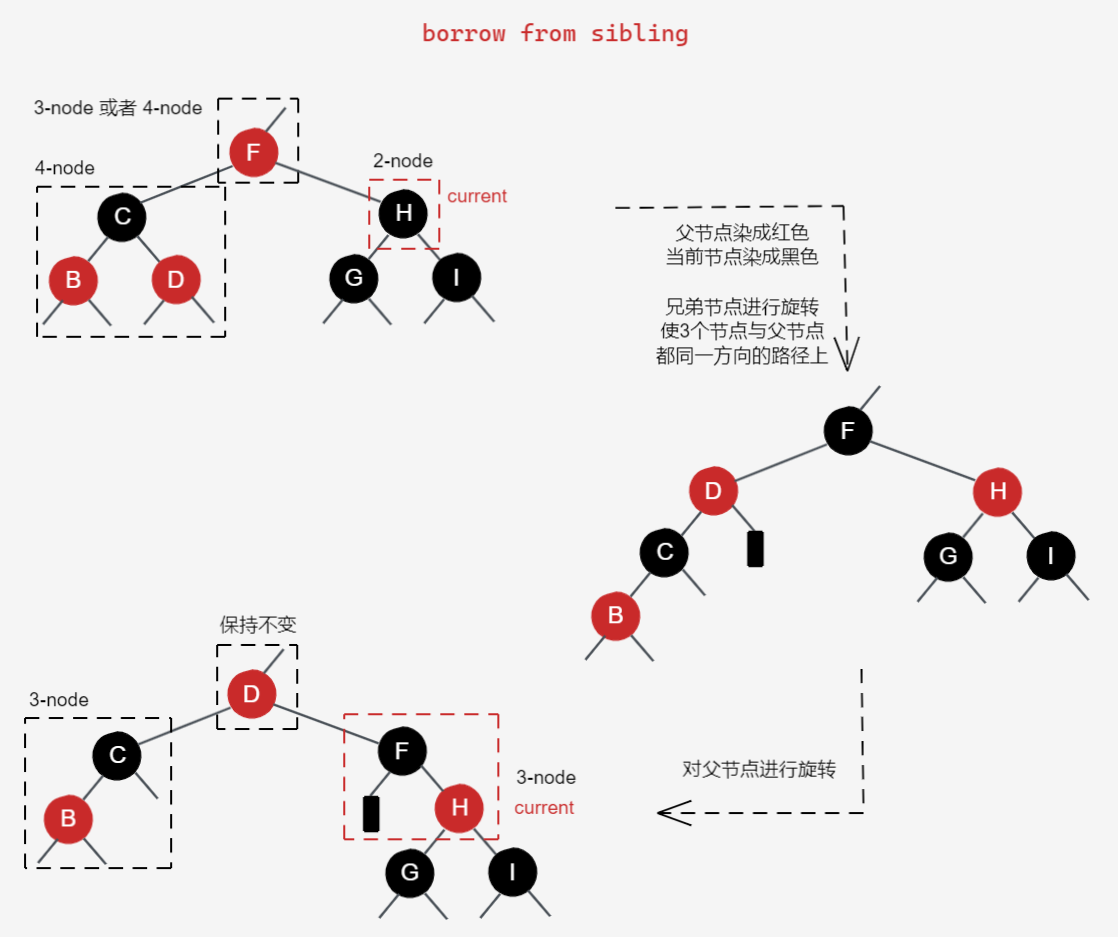 borrow from sibling
3-node 或者 4-node
F
4-node
2-node
C
H
current
B
D
G
I
父节点染成红色
当前节点染成黑色
兄弟节点进行旋转
使3个节点与父节点
都同一方向的路径上
F
D
H
C
G
I
B
保持不变
D
3-node
C
F
3-node
B
H
current
G
I
对父节点进行旋转